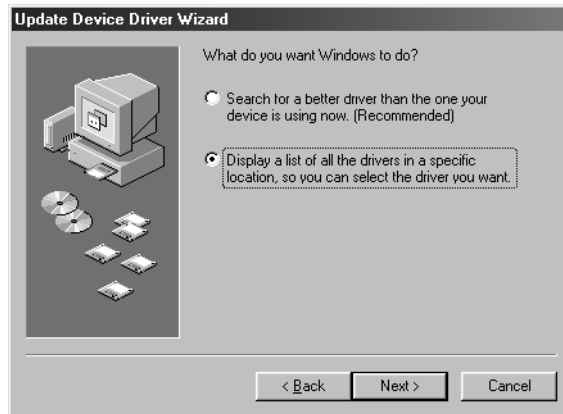 Update Device Driver Wizard
What do you want Windows to do?
Search for a better driver than the one your
device is using now. (Recommended)
Display a list of all the drivers in a specific
location, so you can select the driver you want.
< Back
Next >
Cancel